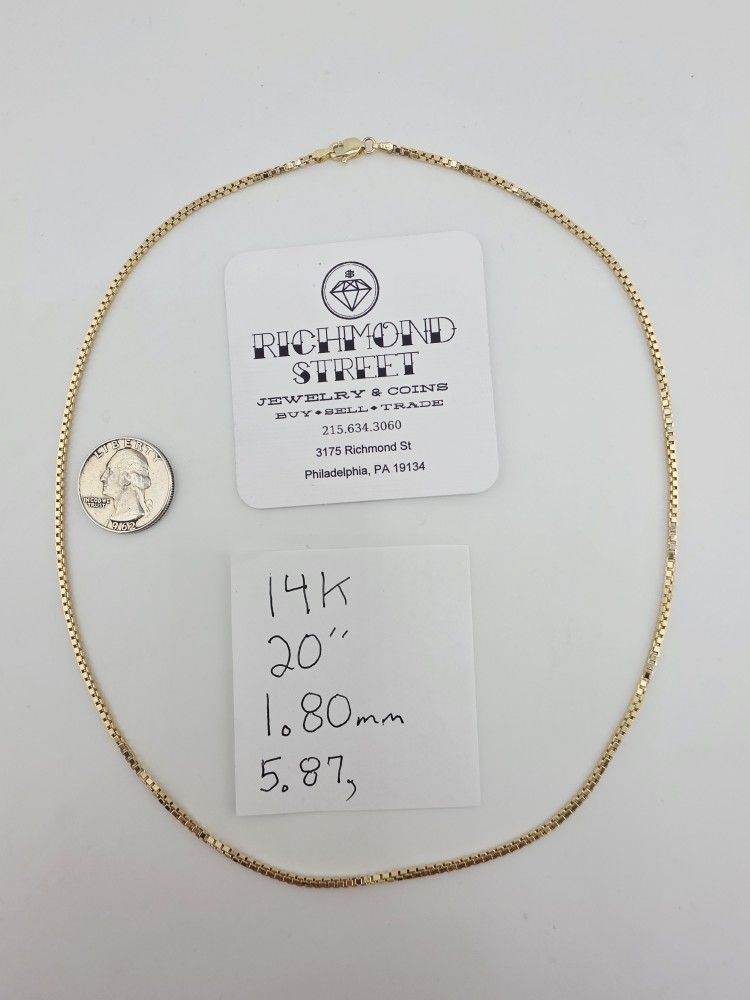 $
RICHMOND
STREET
JEWELRY & COINS
BUY • SELL • TRADE
215.634.3060
3175 Richmond St
Philadelphia, PA 19134
LIBERTY
IN GOD WE
TRUST
1962
14K
20"
1.80mm
5.87g